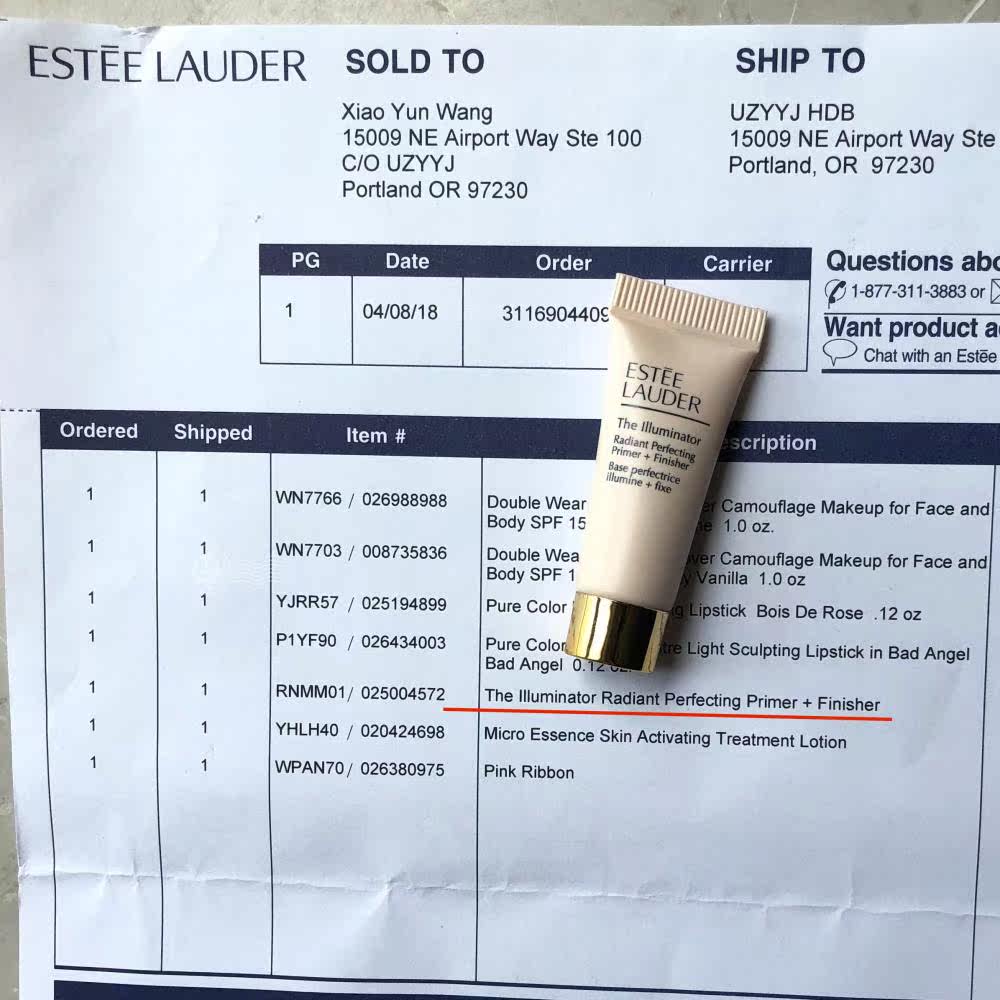 ESTĒE LAUDER
SOLD TO
Xiao Yun Wang
15009 NE Airport Way Ste 100
C/O UZYYJ
Portland OR 97230
SHIP TO
UZYYJ HDB
15009 NE Airport Way Ste
Portland, OR 97230
PG Date Order Carrier
1 04/08/18 3116904409
Questions abo
1-877-311-3883 or
Want product a
Chat with an Estēe
Ordered Shipped Item # scription
1 1 WN7766 / 026988988 Double Wear er Camouflage Makeup for Face and
Body SPF 15 e 1.0 oz.
1 1 WN7703 / 008735836 Double Wea ver Camouflage Makeup for Face and
Body SPF 1 y Vanilla 1.0 oz
1 1 YJRR57 / 025194899 Pure Color g Lipstick Bois De Rose .12 oz
1 1 P1YF90 / 026434003 Pure Color tre Light Sculpting Lipstick in Bad Angel
Bad Angel 0.12 oz.
1 1 RNMM01/ 025004572 The Illuminator Radiant Perfecting Primer + Finisher
1 1 YHLH40 / 020424698 Micro Essence Skin Activating Treatment Lotion
1 1 WPAN70/ 026380975 Pink Ribbon
ESTĒE
LAUDER
The Illuminator
Radiant Perfecting
Primer + Finisher
Base perfectrice
illumine + fixe